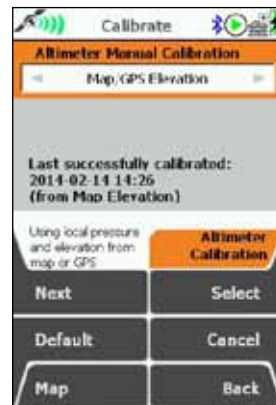 Calibrate
Altimeter Manual Calibration
Map/GPS Elevation
Last successfully calibrated:
2014-02-14 14:26
(from Map Elevation)
Using local pressure
and elevation from
map or GPS
Altimeter
Calibration
Next
Select
Default
Cancel
Map
Back